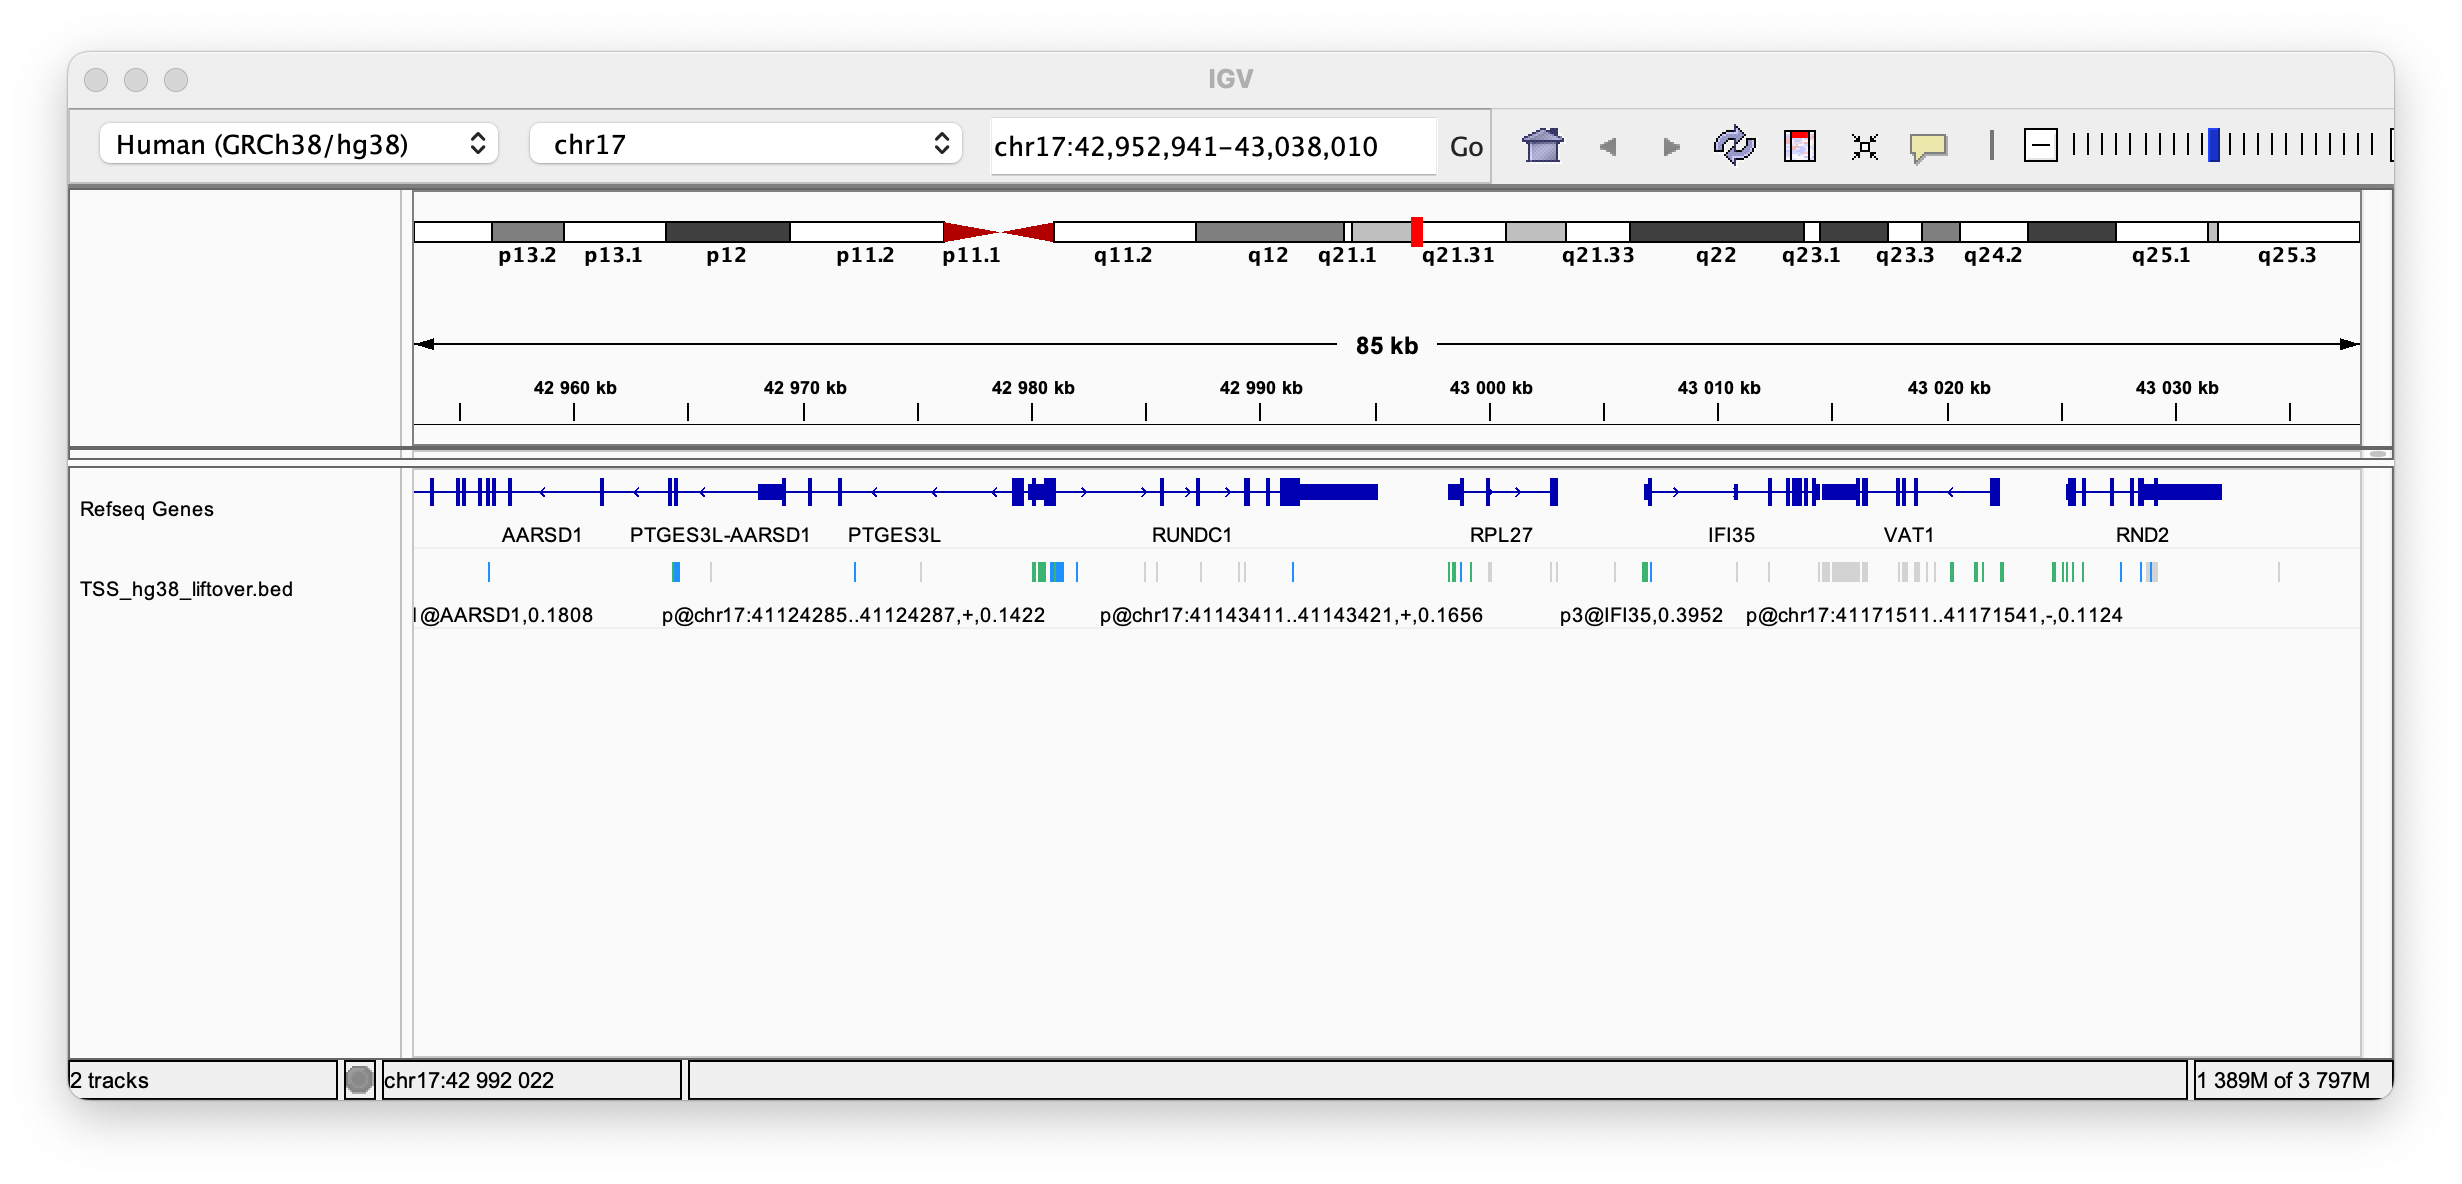 IGV
Human (GRCh38/hg38) chr17 chr17:42,952,941-43,038,010 Go
p13.2 p13.1 p12 p11.2 p11.1 q11.2 q12 q21.1 q21.31 q21.33 q22 q23.1 q23.3 q24.2 q25.1 q25.3
85 kb
42 960 kb 42 970 kb 42 980 kb 42 990 kb 43 000 kb 43 010 kb 43 020 kb 43 030 kb
Refseq Genes
AARSD1 PTGES3L-AARSD1 PTGES3L RUNDC1 RPL27 IFI35 VAT1 RND2
TSS_hg38_liftover.bed
1@AARSD1,0.1808 p@chr17:41124285..41124287,+,0.1422 p@chr17:41143411..41143421,+,0.1656 p3@IFI35,0.3952 p@chr17:41171511..41171541,-,0.1124
2 tracks chr17:42 992 022 1 389M of 3 797M